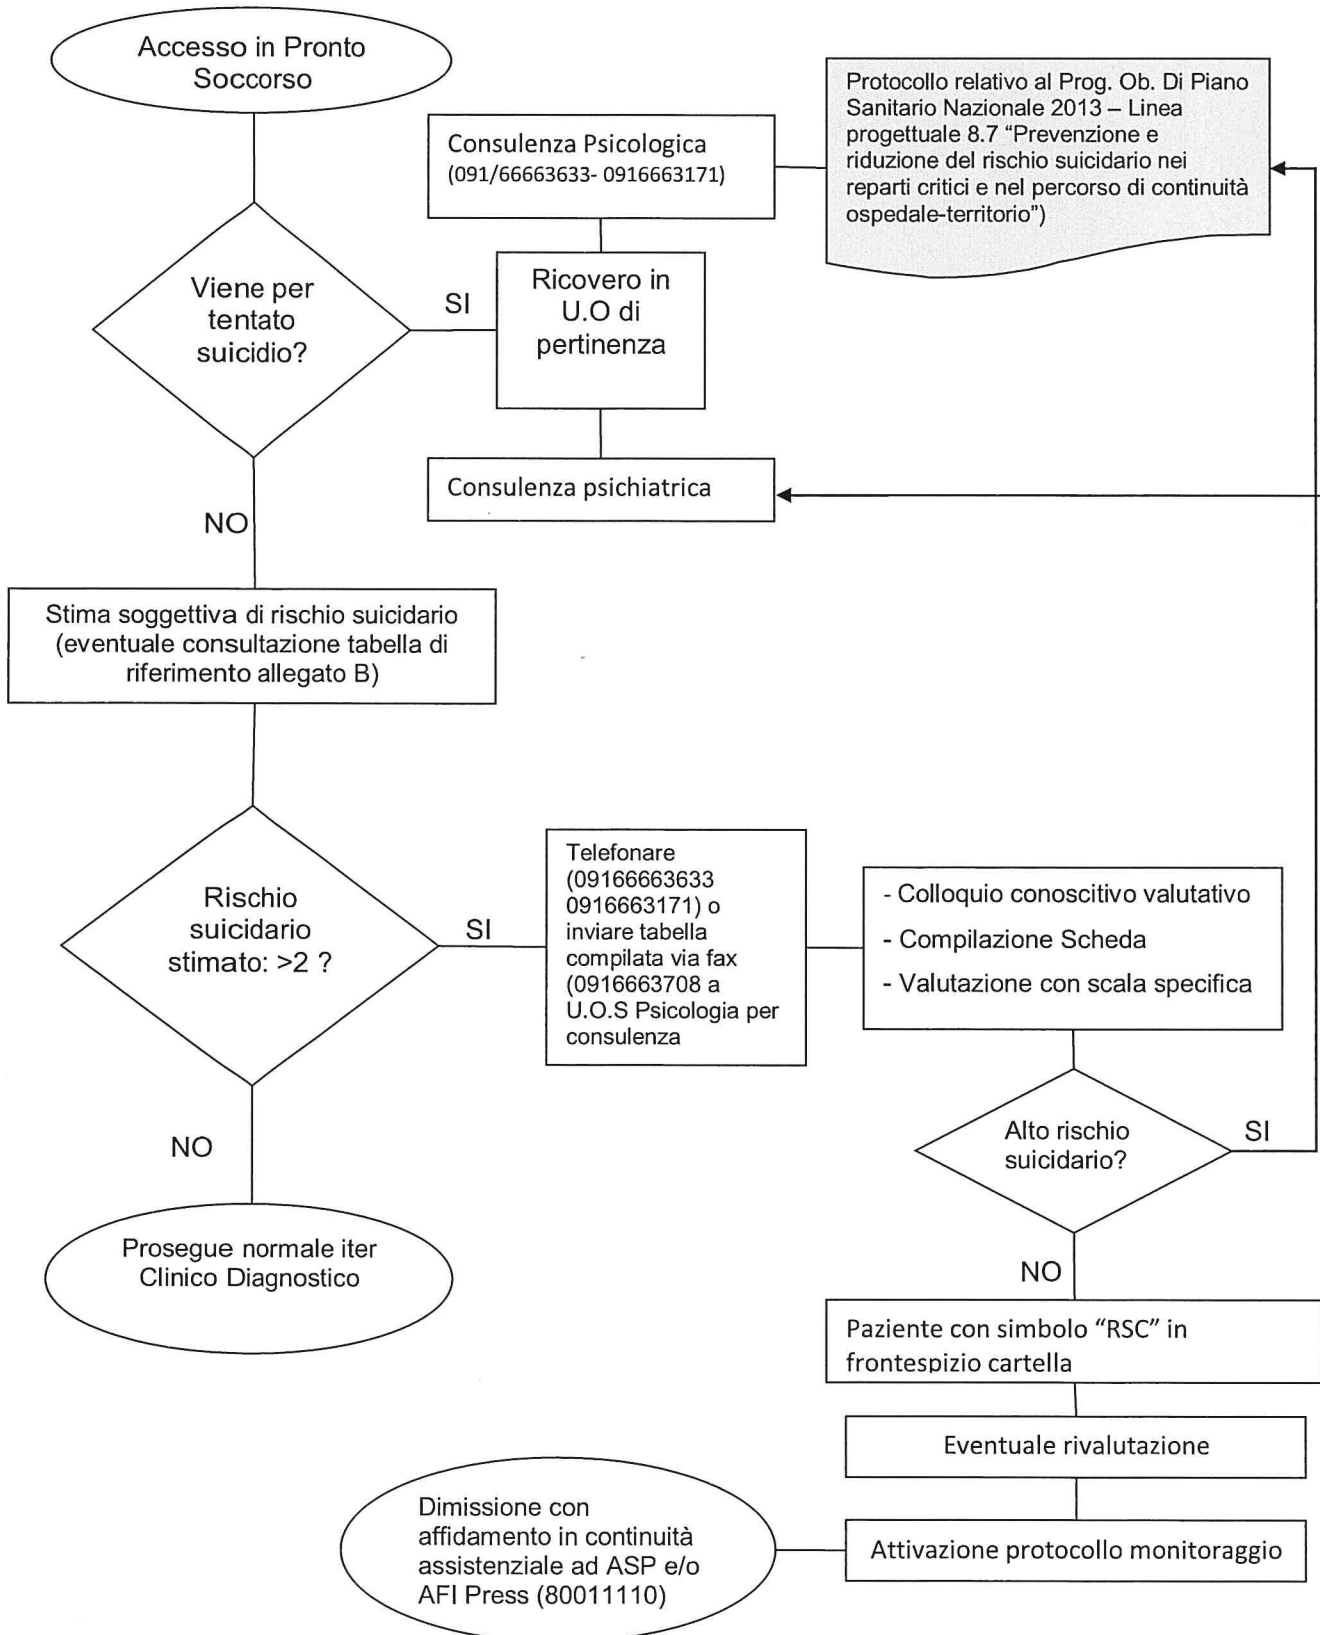 Accesso in Pronto
Soccorso
Protocollo relativo al Prog. Ob. Di Piano
Sanitario Nazionale 2013 – Linea
progettuale 8.7 “Prevenzione e
riduzione del rischio suicidario nei
reparti critici e nel percorso di continuità
ospedale-territorio”)
Consulenza Psicologica
(091/66663633- 0916663171)
Viene per
tentato
suicidio?
SI
Ricovero in
U.O di
pertinenza
Consulenza psichiatrica
NO
Stima soggettiva di rischio suicidario
(eventuale consultazione tabella di
riferimento allegato B)
Rischio
suicidario
stimato: >2 ?
SI
Telefonare
(09166663633
0916663171) o
inviare tabella
compilata via fax
(0916663708 a
U.O.S Psicologia per
consulenza
- Colloquio conoscitivo valutativo
- Compilazione Scheda
- Valutazione con scala specifica
Alto rischio
suicidario?
SI
NO
NO
Prosegue normale iter
Clinico Diagnostico
Paziente con simbolo “RSC” in
frontespizio cartella
Eventuale rivalutazione
Attivazione protocollo monitoraggio
Dimissione con
affidamento in continuità
assistenziale ad ASP e/o
AFI Press (80011110)